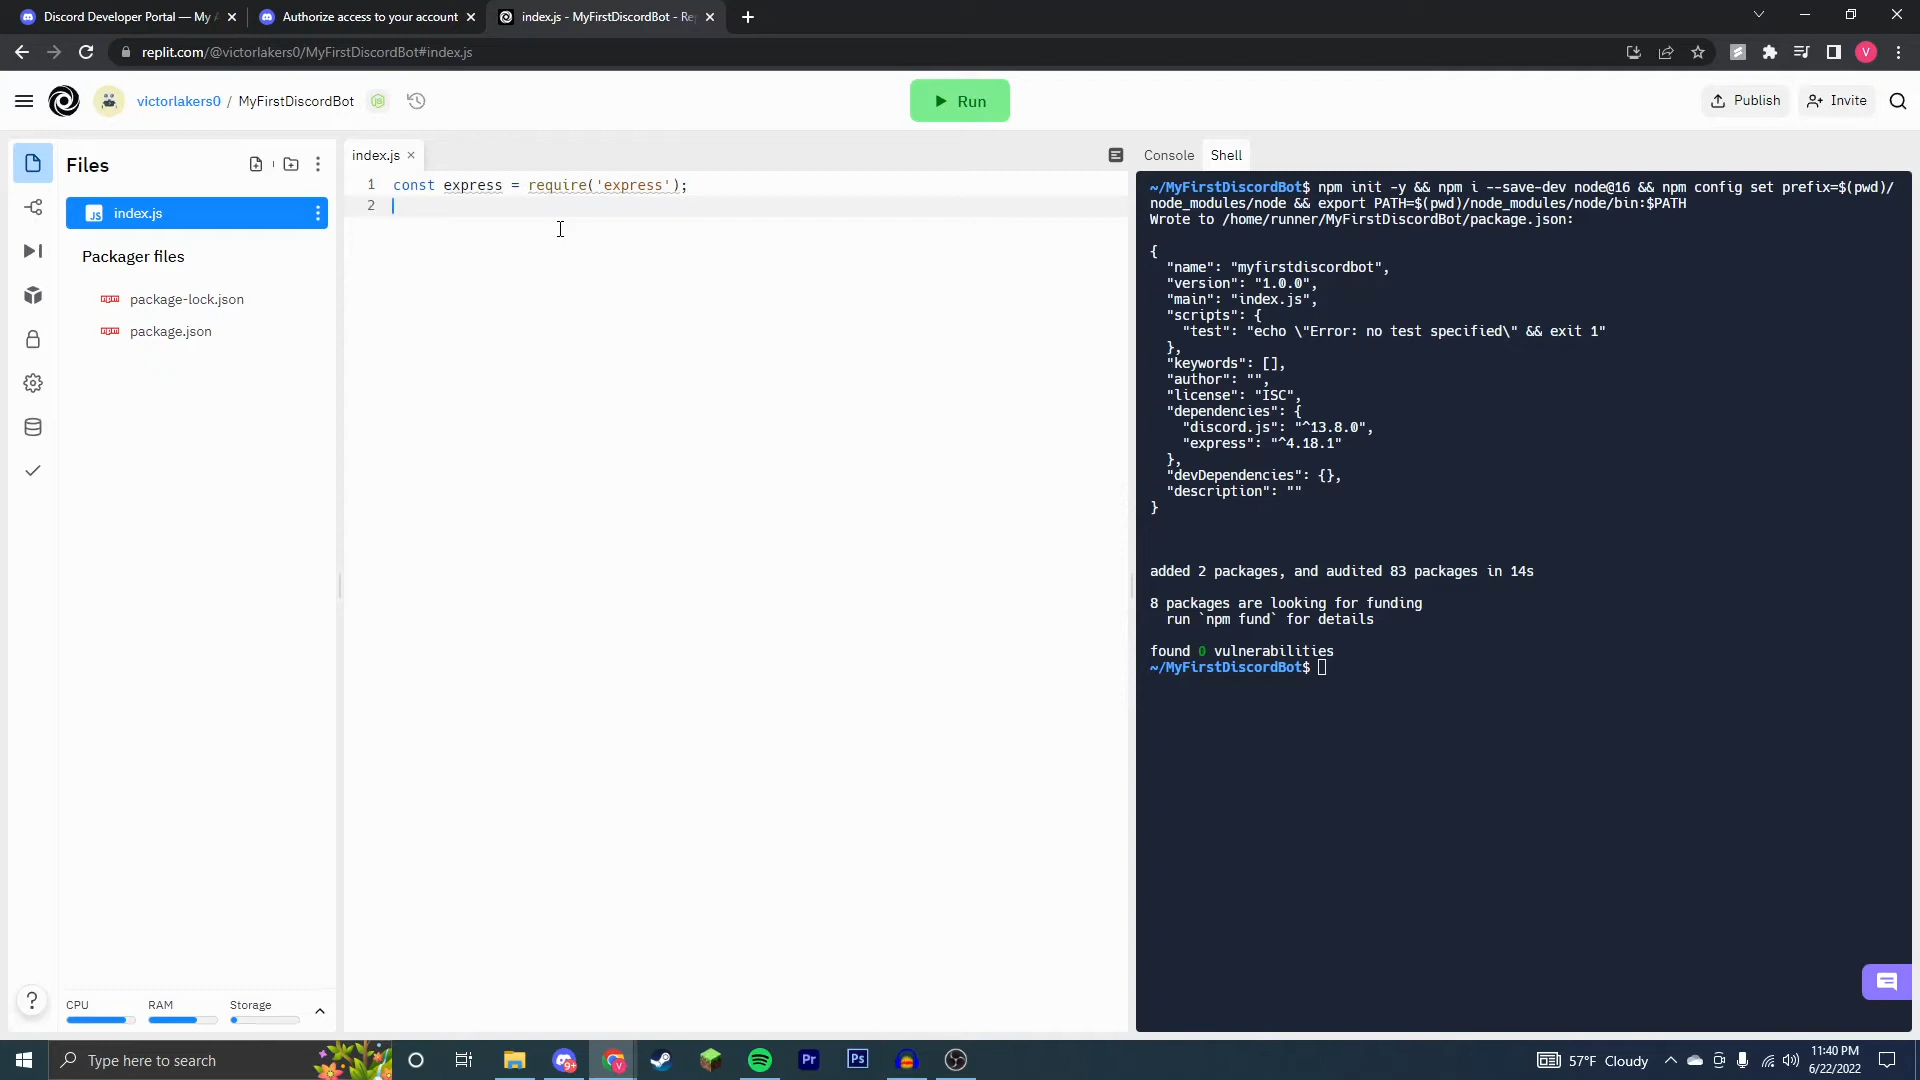 Discord Developer Portal — My A
Authorize access to your account
index.js - MyFirstDiscordBot - Re
replit.com/@victorlakers0/MyFirstDiscordBot#index.js
V
victorlakers0 / MyFirstDiscordBot
Run
Publish
Invite
Files
index.js
Packager files
package-lock.json
package.json
CPU
RAM
Storage
index.js
1 const express = require('express');
2
Console
Shell
~/MyFirstDiscordBot$ npm init -y && npm i --save-dev node@16 && npm config set prefix=$(pwd)/
node_modules/node && export PATH=$(pwd)/node_modules/node/bin:$PATH
Wrote to /home/runner/MyFirstDiscordBot/package.json:
{
"name": "myfirstdiscordbot",
"version": "1.0.0",
"main": "index.js",
"scripts": {
"test": "echo \"Error: no test specified\" && exit 1"
},
"keywords": [],
"author": "",
"license": "ISC",
"dependencies": {
"discord.js": "^13.8.0",
"express": "^4.18.1"
},
"devDependencies": {},
"description": ""
}
added 2 packages, and audited 83 packages in 14s
8 packages are looking for funding
run `npm fund` for details
found 0 vulnerabilities
~/MyFirstDiscordBot$
Type here to search
9+
V
Pr
Ps
57°F Cloudy
11:40 PM
6/22/2022